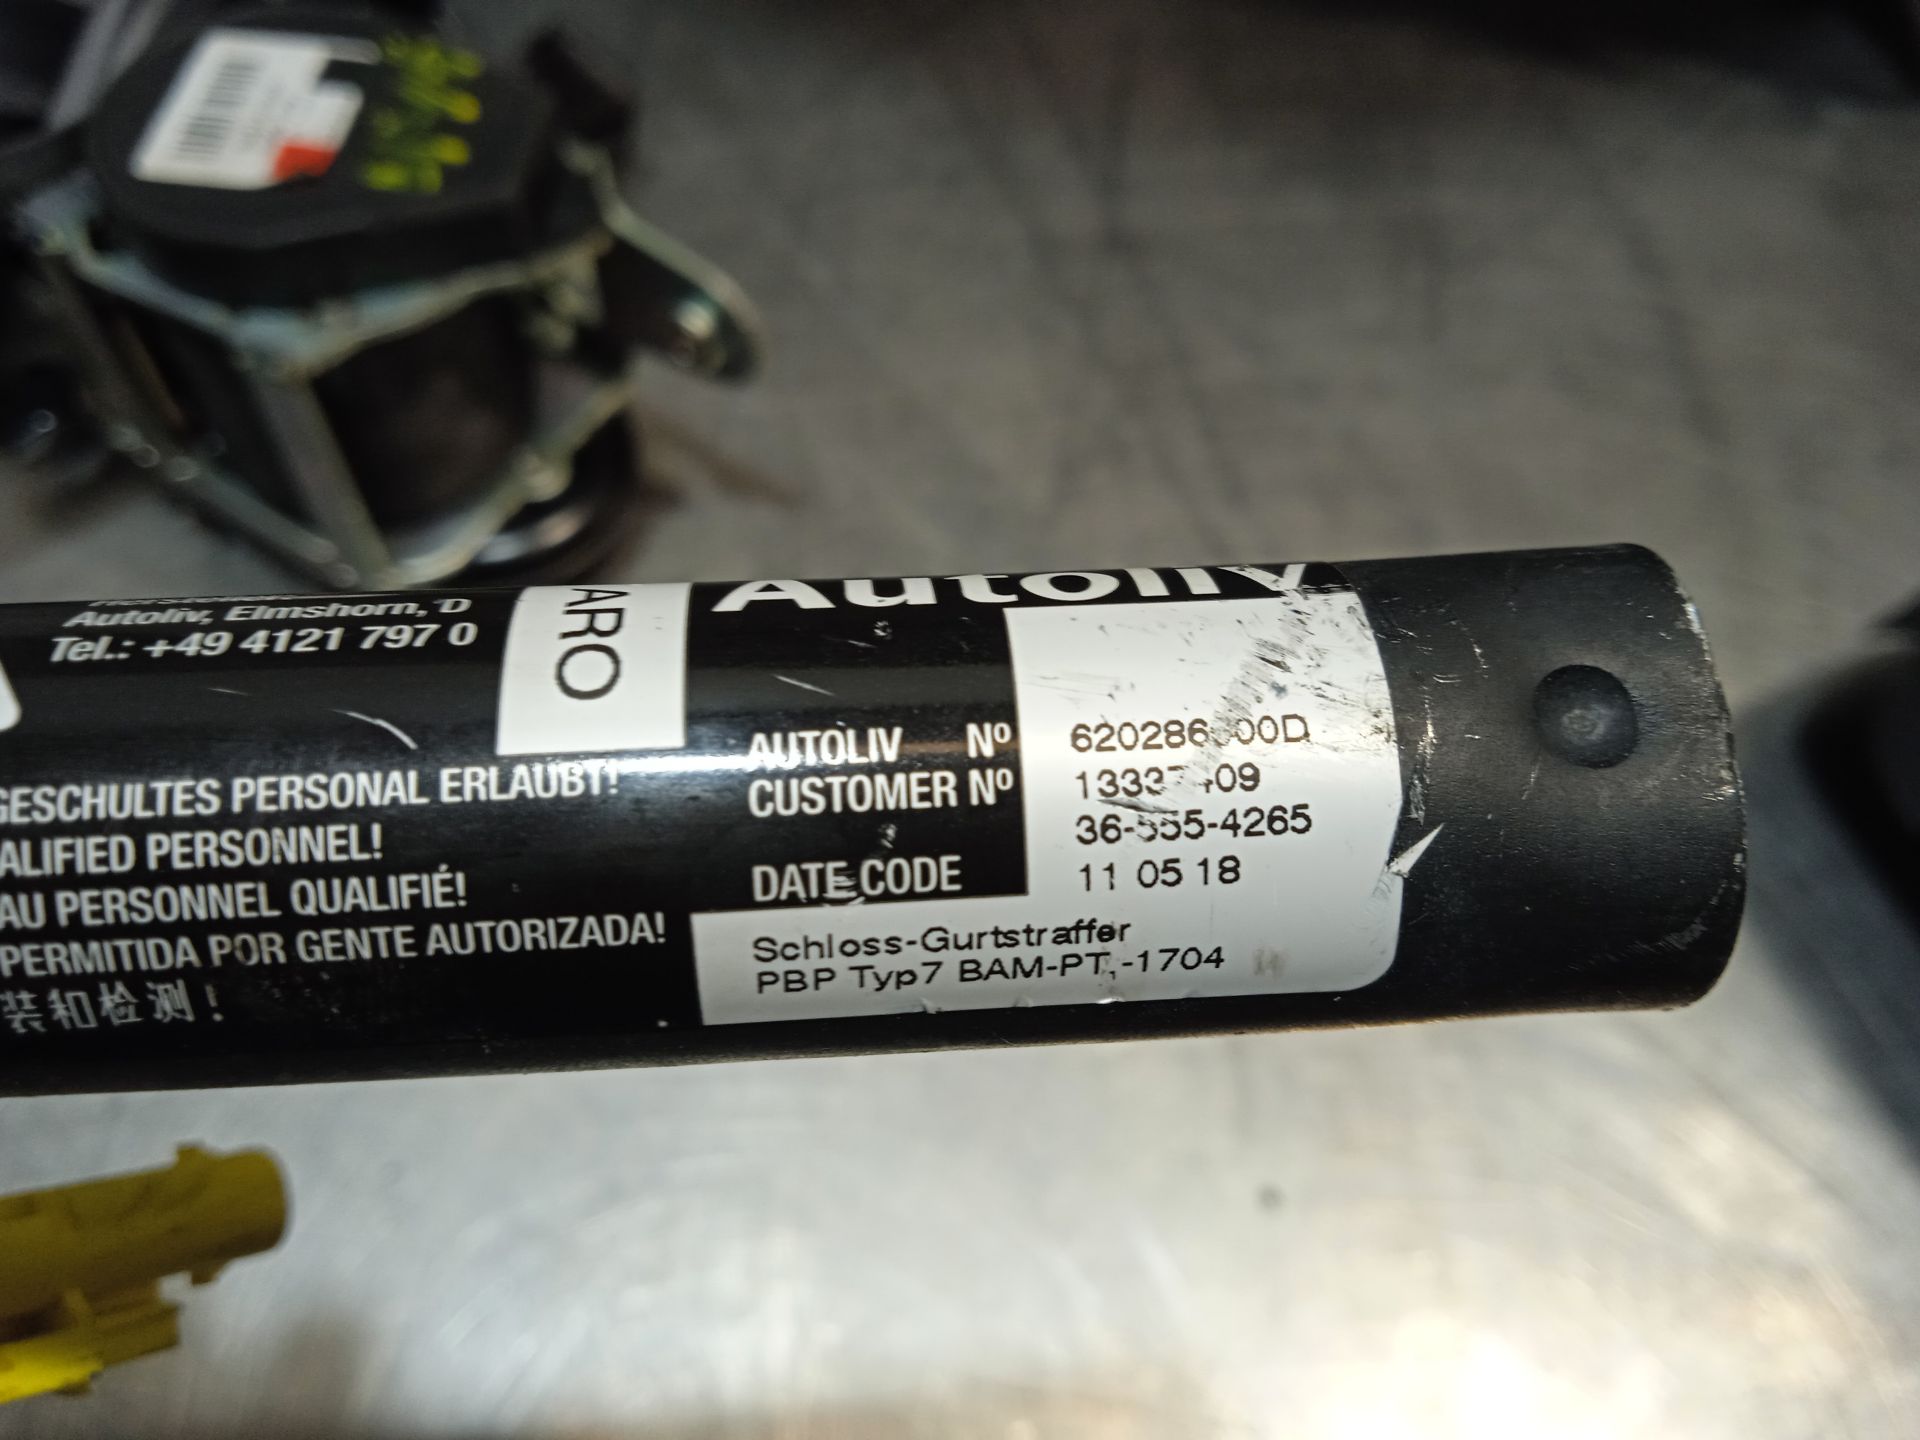 Autoliv, Elmshorn, D
Tel.: +49 4121 797 0
ARO
Autoliv
GESCHULTES PERSONAL ERLAUBT!
ALIFIED PERSONNEL!
AU PERSONNEL QUALIFIÉ!
PERMITIDA POR GENTE AUTORIZADA!
装和检测!
AUTOLIV Nº
CUSTOMER Nº
36-555-4265
DATE CODE 11 05 18
Schloss-Gurtstraffer
PBP Typ7 BAM-PT,-1704